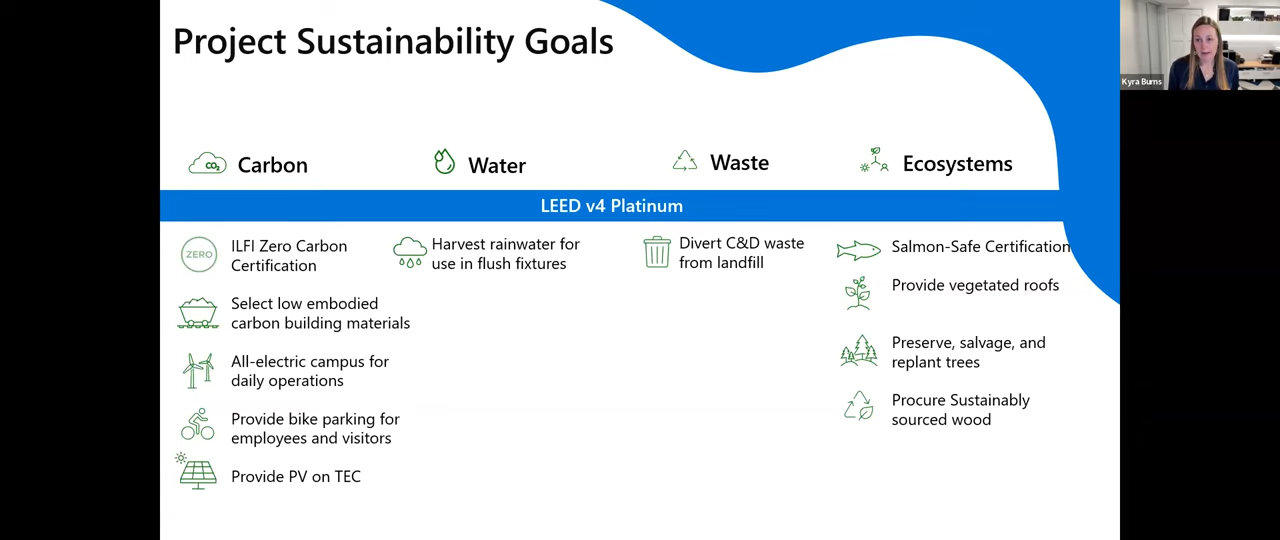 Project Sustainability Goals
Kyra Burns
CO₂
Carbon
Water
Waste
Ecosystems
LEED v4 Platinum
ZERO
ILFI Zero Carbon
Certification
Select low embodied
carbon building materials
All-electric campus for
daily operations
Provide bike parking for
employees and visitors
Provide PV on TEC
Harvest rainwater for
use in flush fixtures
Divert C&D waste
from landfill
Salmon-Safe Certification
Provide vegetated roofs
Preserve, salvage, and
replant trees
Procure Sustainably
sourced wood